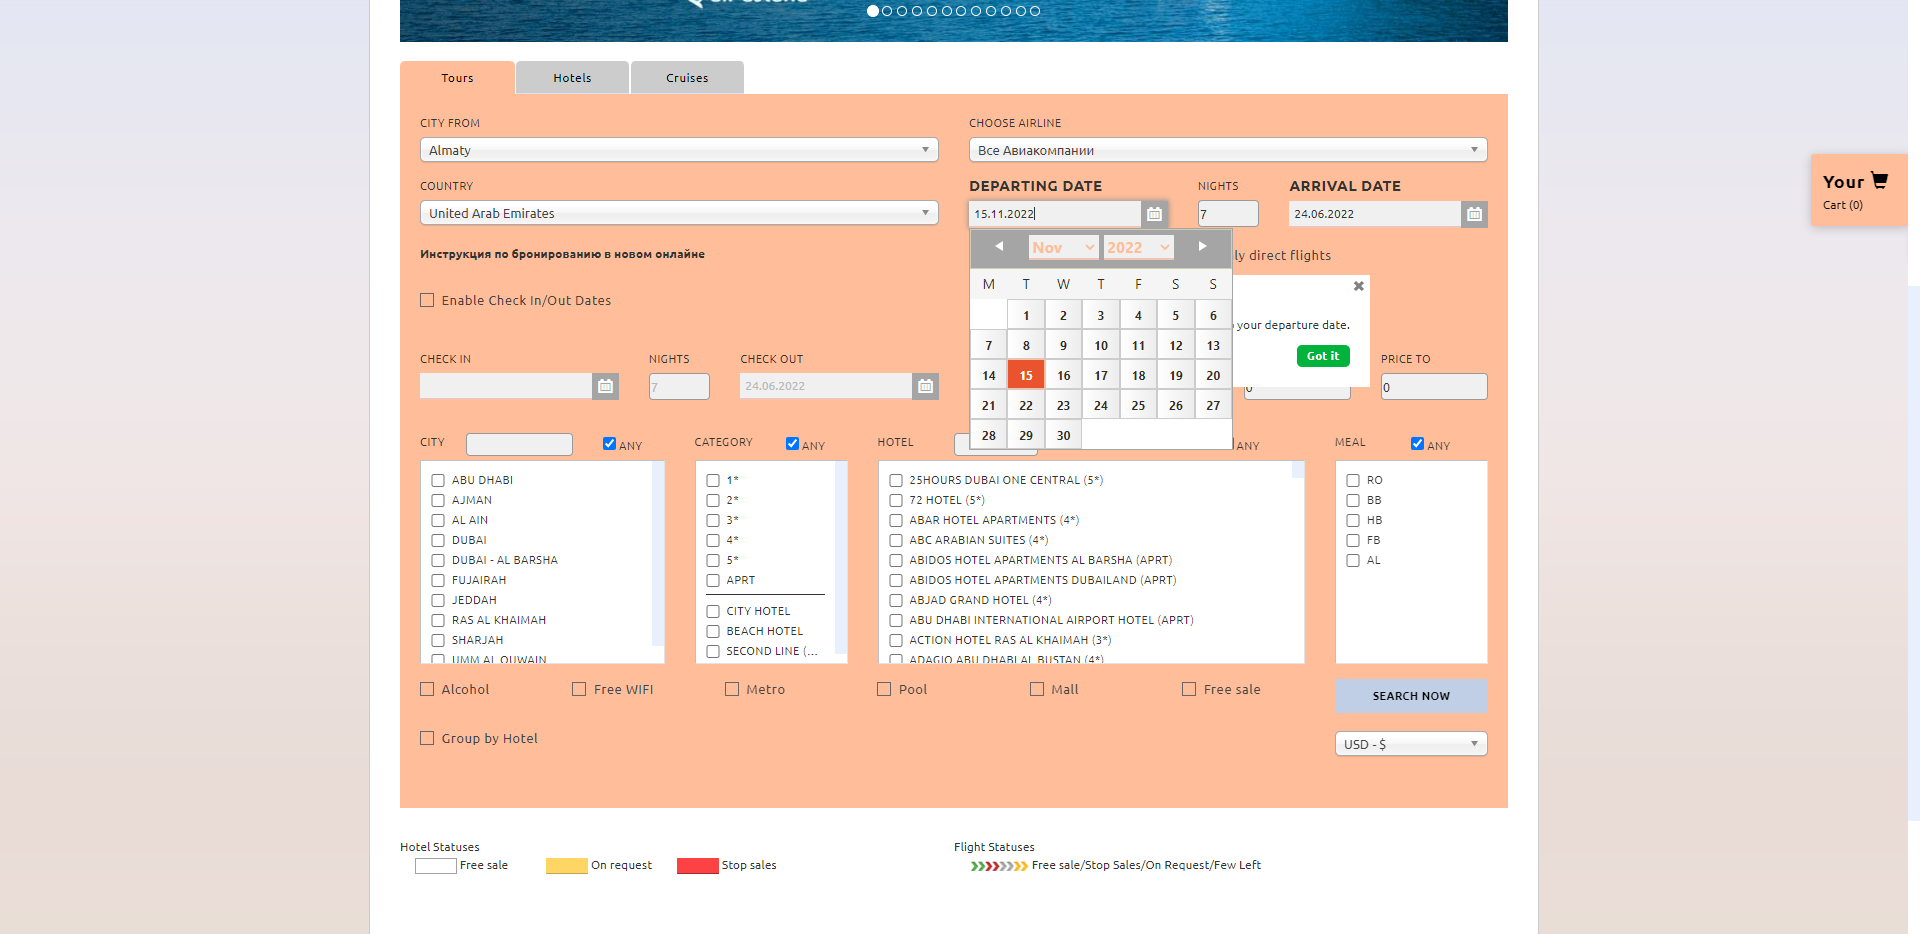 Tours
Hotels
Cruises
CITY FROM
Almaty
CHOOSE AIRLINE
Все Авиакомпании
COUNTRY
United Arab Emirates
DEPARTING DATE
15.11.2022
NIGHTS
7
ARRIVAL DATE
24.06.2022
Your
Cart (0)
Инструкция по бронированию в новом онлайне
Nov
2022
M T W T F S S
1 2 3 4 5 6
7 8 9 10 11 12 13
14 15 16 17 18 19 20
21 22 23 24 25 26 27
28 29 30
direct flights
your departure date.
Got it
Enable Check In/Out Dates
CHECK IN
NIGHTS
7
CHECK OUT
24.06.2022
0
PRICE TO
0
CITY
ANY
ABU DHABI
AJMAN
AL AIN
DUBAI
DUBAI - AL BARSHA
FUJAIRAH
JEDDAH
RAS AL KHAIMAH
SHARJAH
UMM AL QUWAIN
CATEGORY
ANY
1*
2*
3*
4*
5*
APRT
CITY HOTEL
BEACH HOTEL
SECOND LINE (...
HOTEL
ANY
25HOURS DUBAI ONE CENTRAL (5*)
72 HOTEL (5*)
ABAR HOTEL APARTMENTS (4*)
ABC ARABIAN SUITES (4*)
ABIDOS HOTEL APARTMENTS AL BARSHA (APRT)
ABIDOS HOTEL APARTMENTS DUBAILAND (APRT)
ABJAD GRAND HOTEL (4*)
ABU DHABI INTERNATIONAL AIRPORT HOTEL (APRT)
ACTION HOTEL RAS AL KHAIMAH (3*)
ADAGIO ABU DHABI AL BUSTAN (4*)
MEAL
ANY
RO
BB
HB
FB
AL
Alcohol
Free WIFI
Metro
Pool
Mall
Free sale
SEARCH NOW
Group by Hotel
USD - $
Hotel Statuses
Free sale
On request
Stop sales
Flight Statuses
Free sale/Stop Sales/On Request/Few Left